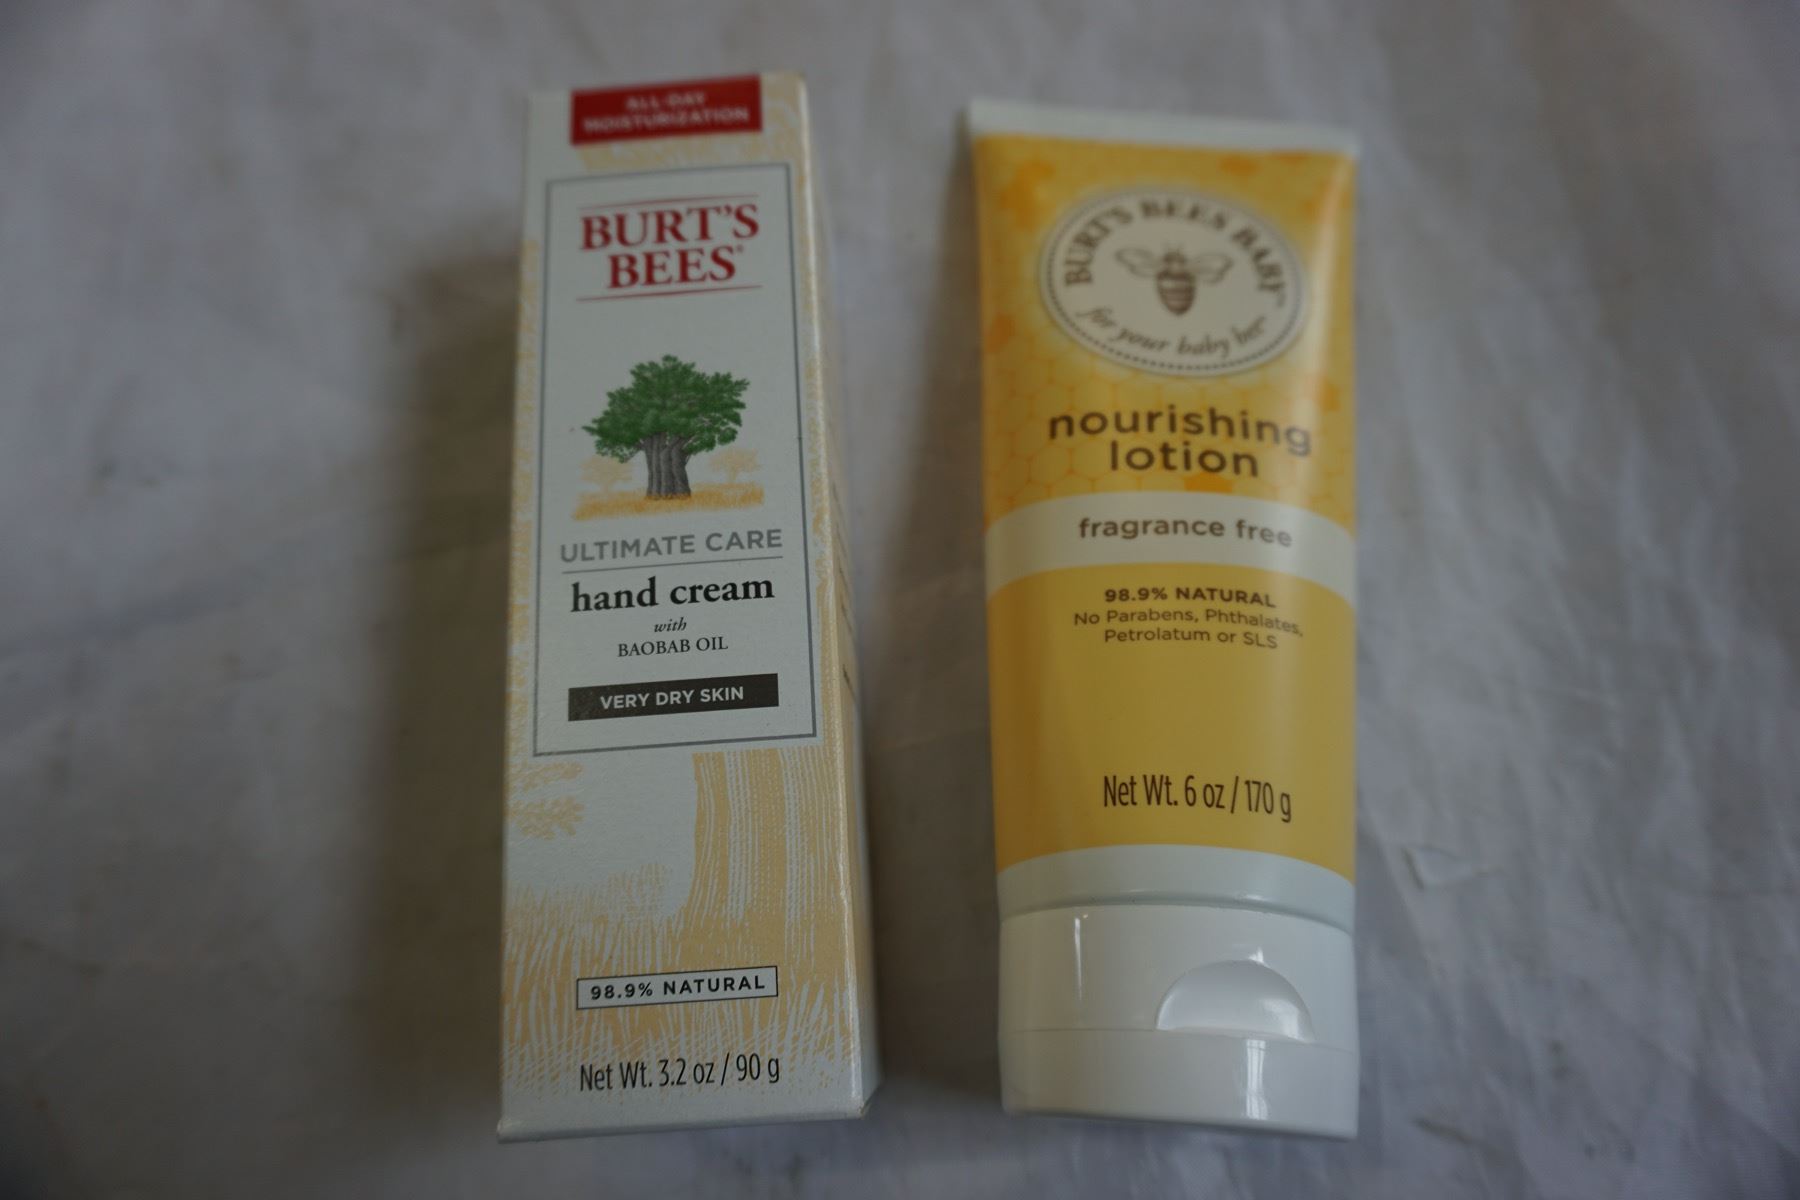 ALL-DAY
MOISTURIZATION
BURT'S
BEES®
ULTIMATE CARE
hand cream
with
BAOBAB OIL
VERY DRY SKIN
98.9% NATURAL
Net Wt. 3.2 oz / 90 g
BURT'S BEES BABY™
for your baby bee™
nourishing
lotion
fragrance free
98.9% NATURAL
No Parabens, Phthalates,
Petrolatum or SLS
Net Wt. 6 oz / 170 g